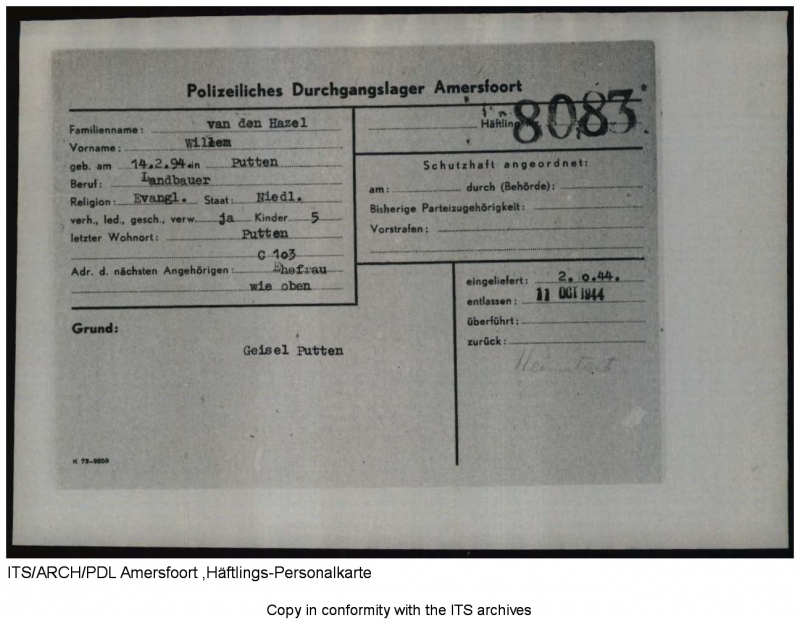 Polizeiliches Durchgangslager Amersfoort
Familienname: van den Hazel
Vorname: Willem
geb. am 14.2.94 in Putten
Beruf: Landbauer
Religion: Evangl. Staat: Niedl.
verh., led., gesch., verw. ja Kinder 5
letzter Wohnort: Putten
C 103
Adr. d. nächsten Angehörigen: Ehefrau
wie oben
Häftling 8083
Schutzhaft angeordnet:
am: durch (Behörde):
Bisherige Parteizugehörigkeit:
Vorstrafen:
eingeliefert: 2. 0.44.
entlassen: 11 OCT 1944
überführt:
zurück:
Grund:
Geisel Putten
K 73-9859
ITS/ARCH/PDL Amersfoort ,Häftlings-Personalkarte
Copy in conformity with the ITS archives